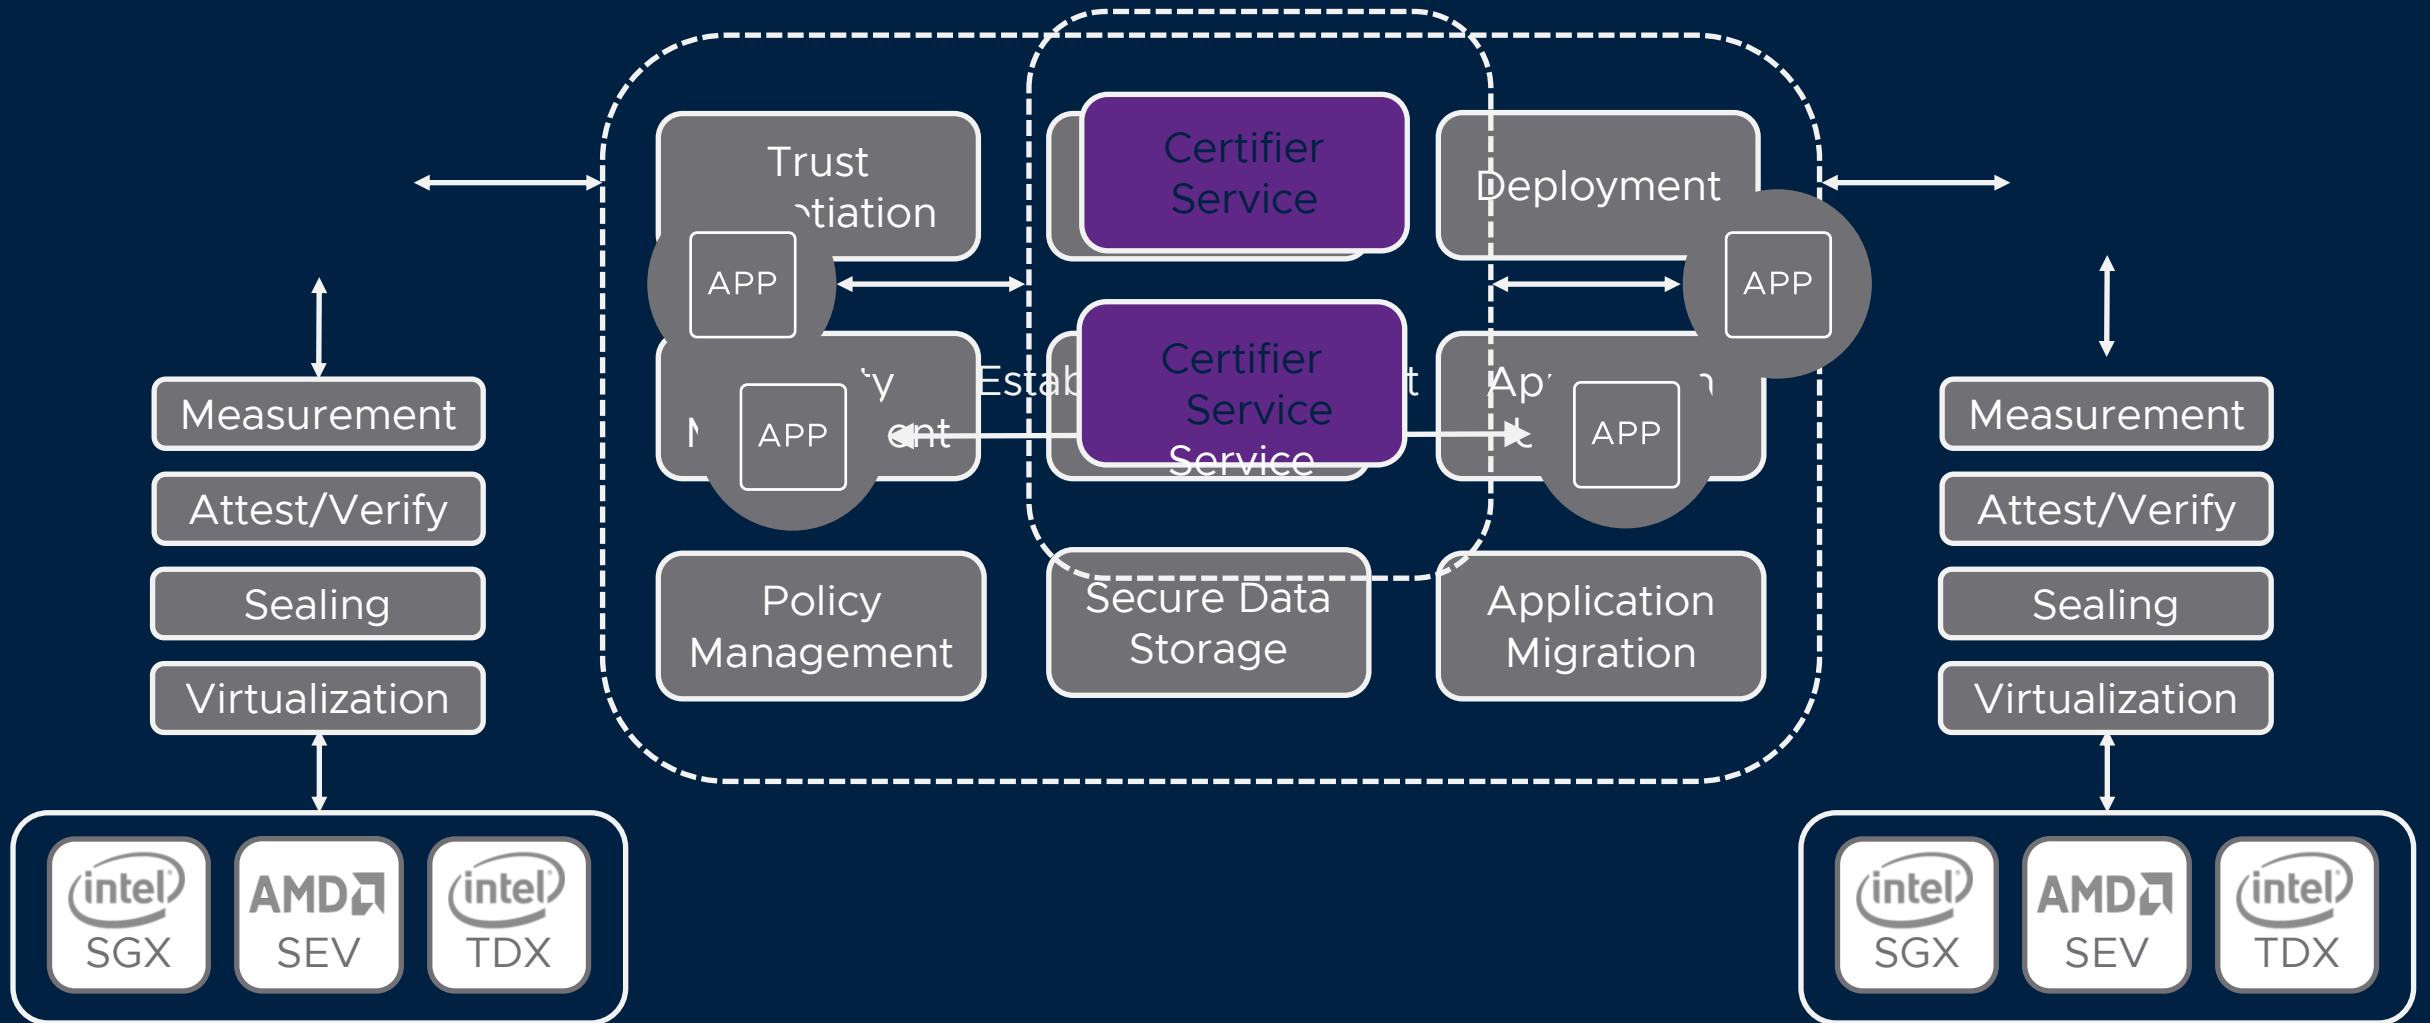 Trust
Certifier
Service
Deployment
APP
APP
Certifier
Service
Service
APP
APP
Measurement
Attest/Verify
Sealing
Virtualization
Measurement
Attest/Verify
Sealing
Virtualization
Policy
Management
Secure Data
Storage
Application
Migration
intel
SGX
AMD
SEV
intel
TDX
intel
SGX
AMD
SEV
intel
TDX